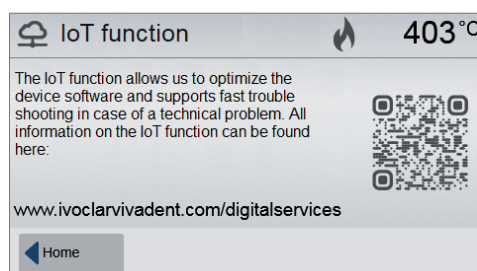 IoT function 403°C
The IoT function allows us to optimize the
device software and supports fast trouble
shooting in case of a technical problem. All
information on the IoT function can be found
here:
www.ivoclarvivadent.com/digitalservices
Home